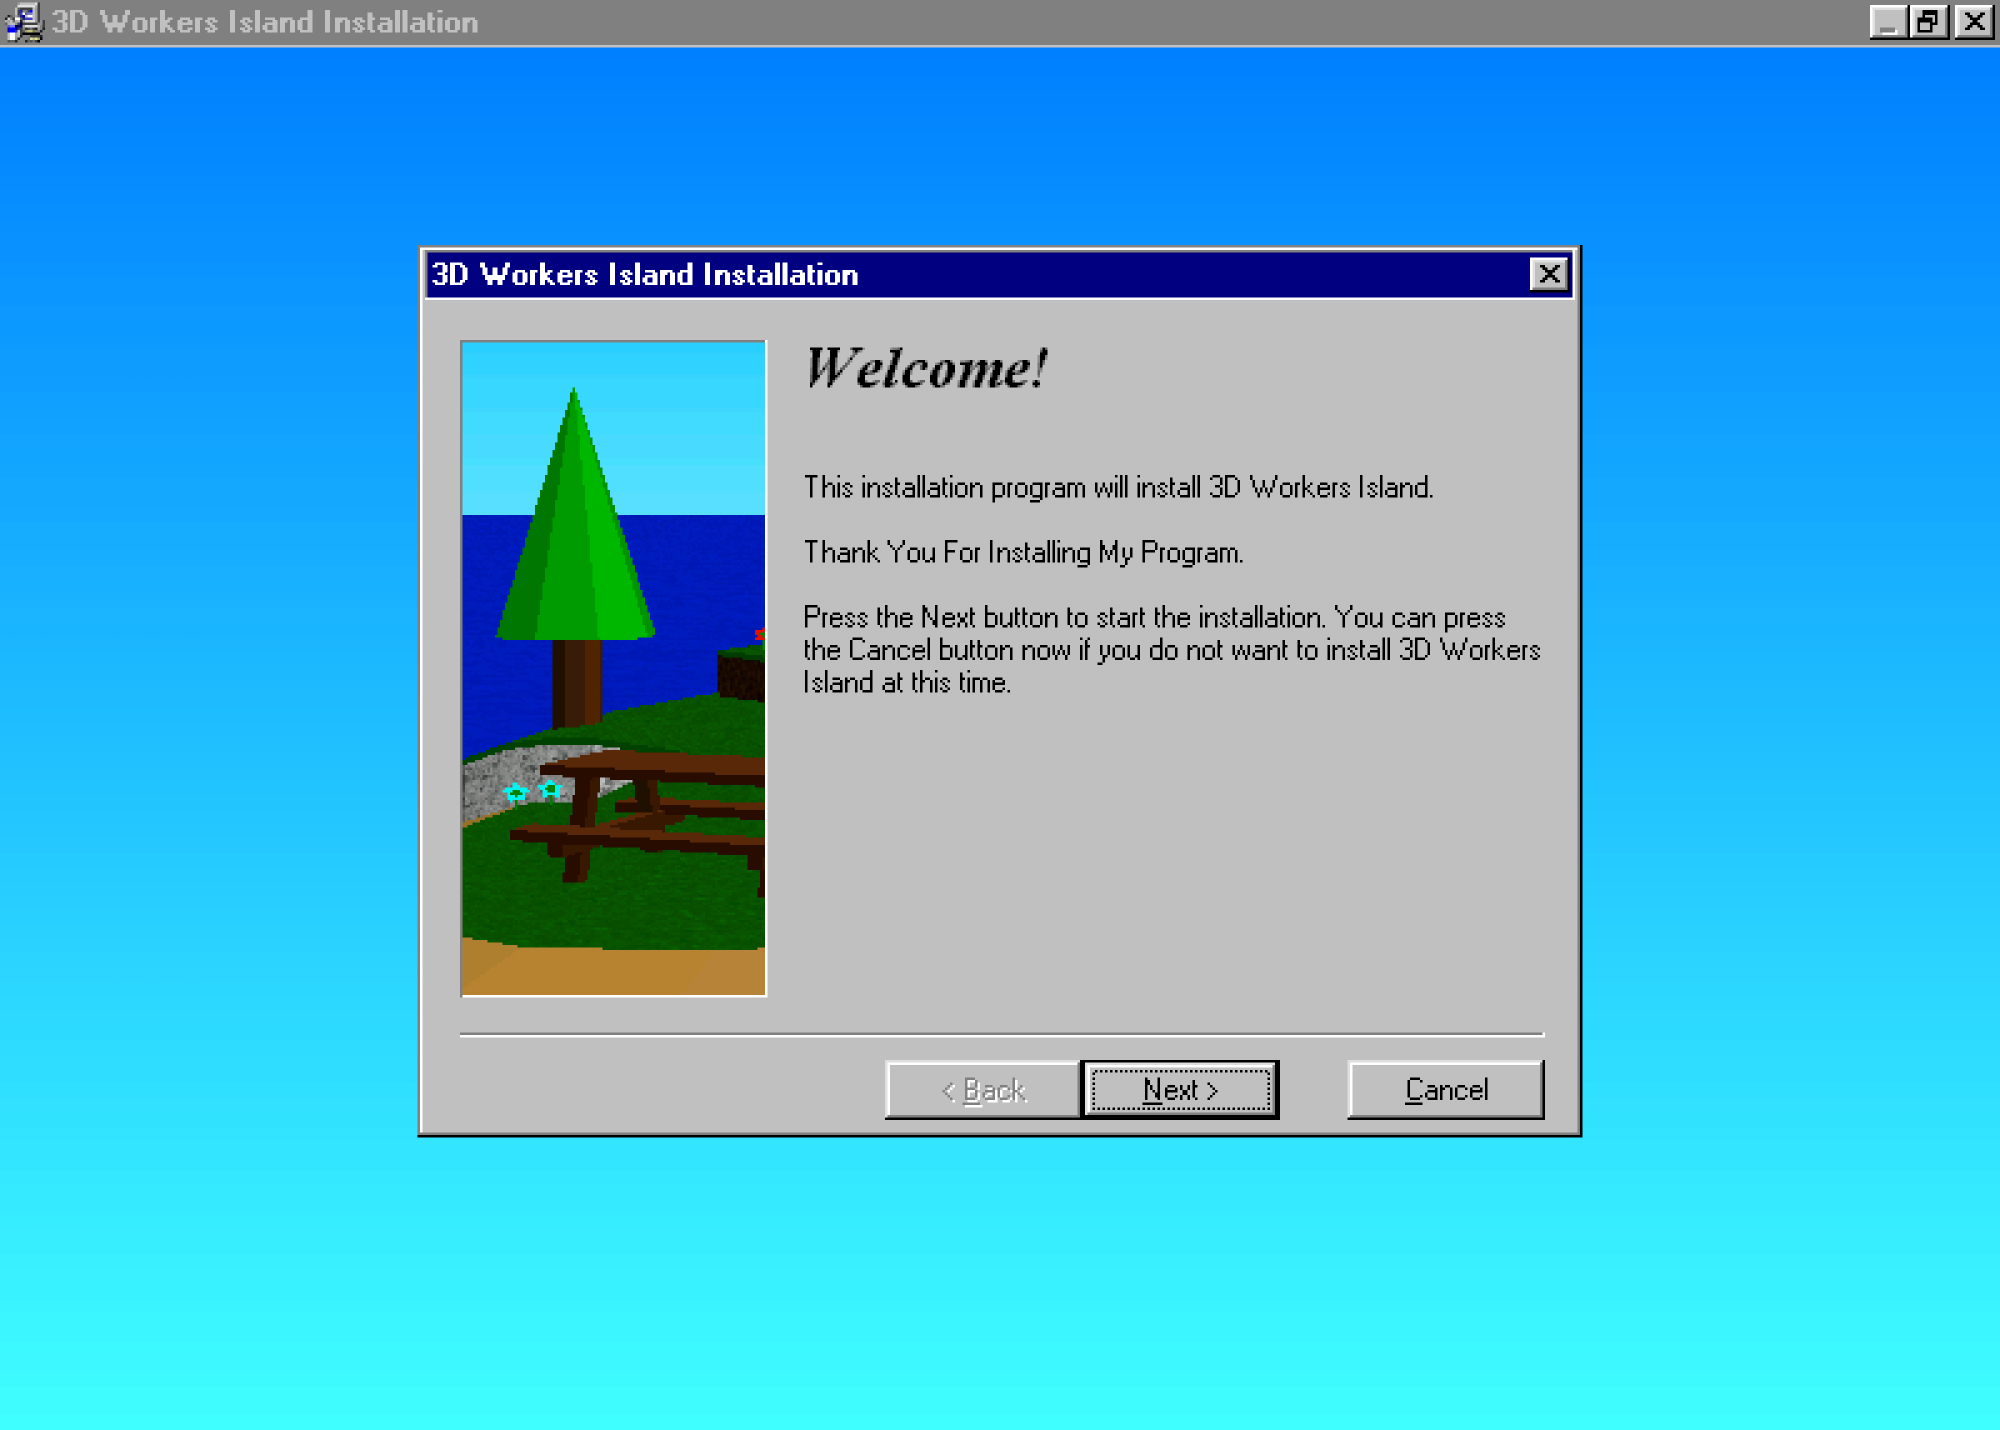 3D Workers Island Installation
3D Workers Island Installation
Welcome!
This installation program will install 3D Workers Island.
Thank You For Installing My Program.
Press the Next button to start the installation. You can press
the Cancel button now if you do not want to install 3D Workers
Island at this time.
< Back
Next >
Cancel